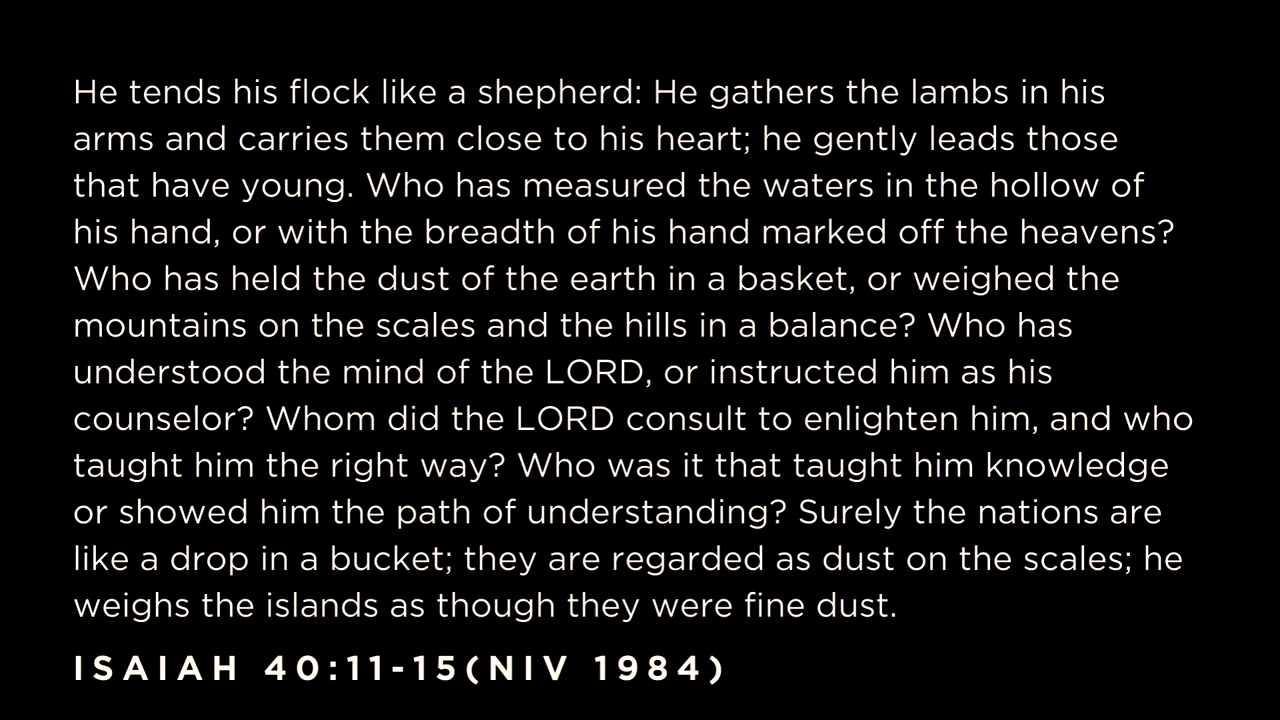 He tends his flock like a shepherd: He gathers the lambs in his
arms and carries them close to his heart; he gently leads those
that have young. Who has measured the waters in the hollow of
his hand, or with the breadth of his hand marked off the heavens?
Who has held the dust of the earth in a basket, or weighed the
mountains on the scales and the hills in a balance? Who has
understood the mind of the LORD, or instructed him as his
counselor? Whom did the LORD consult to enlighten him, and who
taught him the right way? Who was it that taught him knowledge
or showed him the path of understanding? Surely the nations are
like a drop in a bucket; they are regarded as dust on the scales; he
weighs the islands as though they were fine dust.
ISAIAH 40:11-15(NIV 1984)